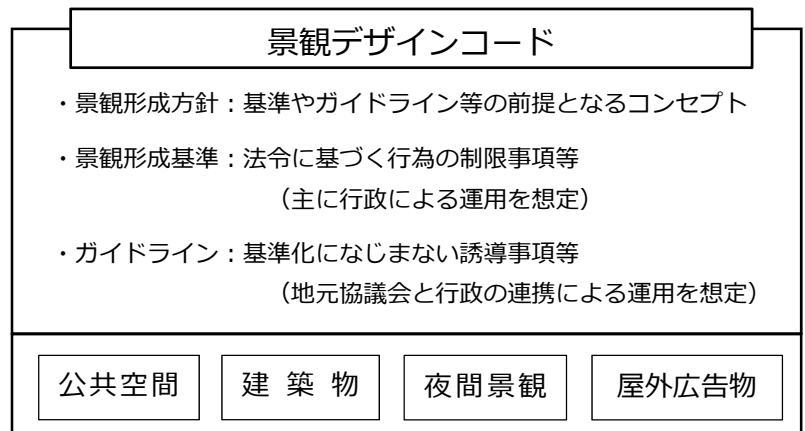 景観デザインコード
・景観形成方針：基準やガイドライン等の前提となるコンセプト
・景観形成基準：法令に基づく行為の制限事項等
（主に行政による運用を想定）
・ガイドライン：基準化になじまない誘導事項等
（地元協議会と行政の連携による運用を想定）
公共空間 建築物 夜間景観 屋外広告物